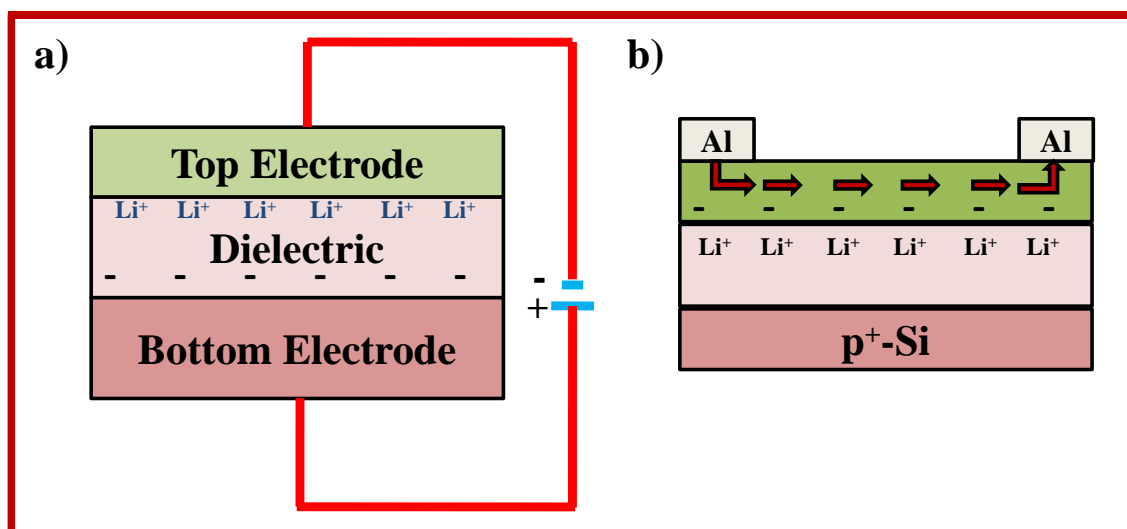 a)
Top Electrode
Li⁺ Li⁺ Li⁺ Li⁺ Li⁺ Li⁺
Dielectric
- - - - - -
Bottom Electrode
-
+
b)
Al Al
- - - - - -
Li⁺ Li⁺ Li⁺ Li⁺ Li⁺ Li⁺
p⁺-Si